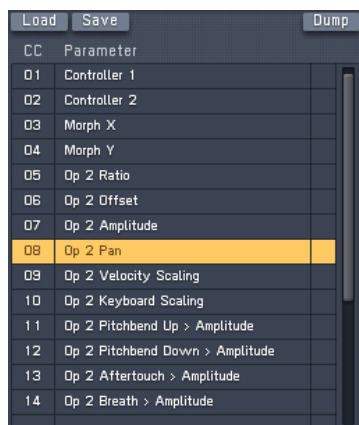 Load Save Dump
CC Parameter
01 Controller 1
02 Controller 2
03 Morph X
04 Morph Y
05 Op 2 Ratio
06 Op 2 Offset
07 Op 2 Amplitude
08 Op 2 Pan
09 Op 2 Velocity Scaling
10 Op 2 Keyboard Scaling
11 Op 2 Pitchbend Up > Amplitude
12 Op 2 Pitchbend Down > Amplitude
13 Op 2 Aftertouch > Amplitude
14 Op 2 Breath > Amplitude